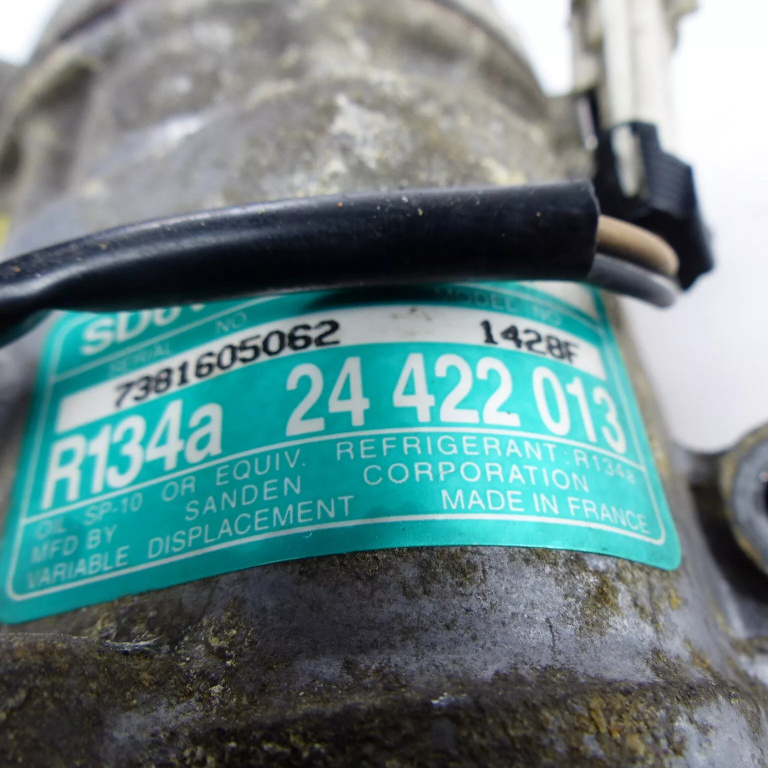 MODEL NO
SERIAL NO
7381605062 1428F
R134a 24 422 013
OIL SP-10 OR EQUIV. REFRIGERANT: R134a
MFD BY SANDEN CORPORATION
VARIABLE DISPLACEMENT MADE IN FRANCE